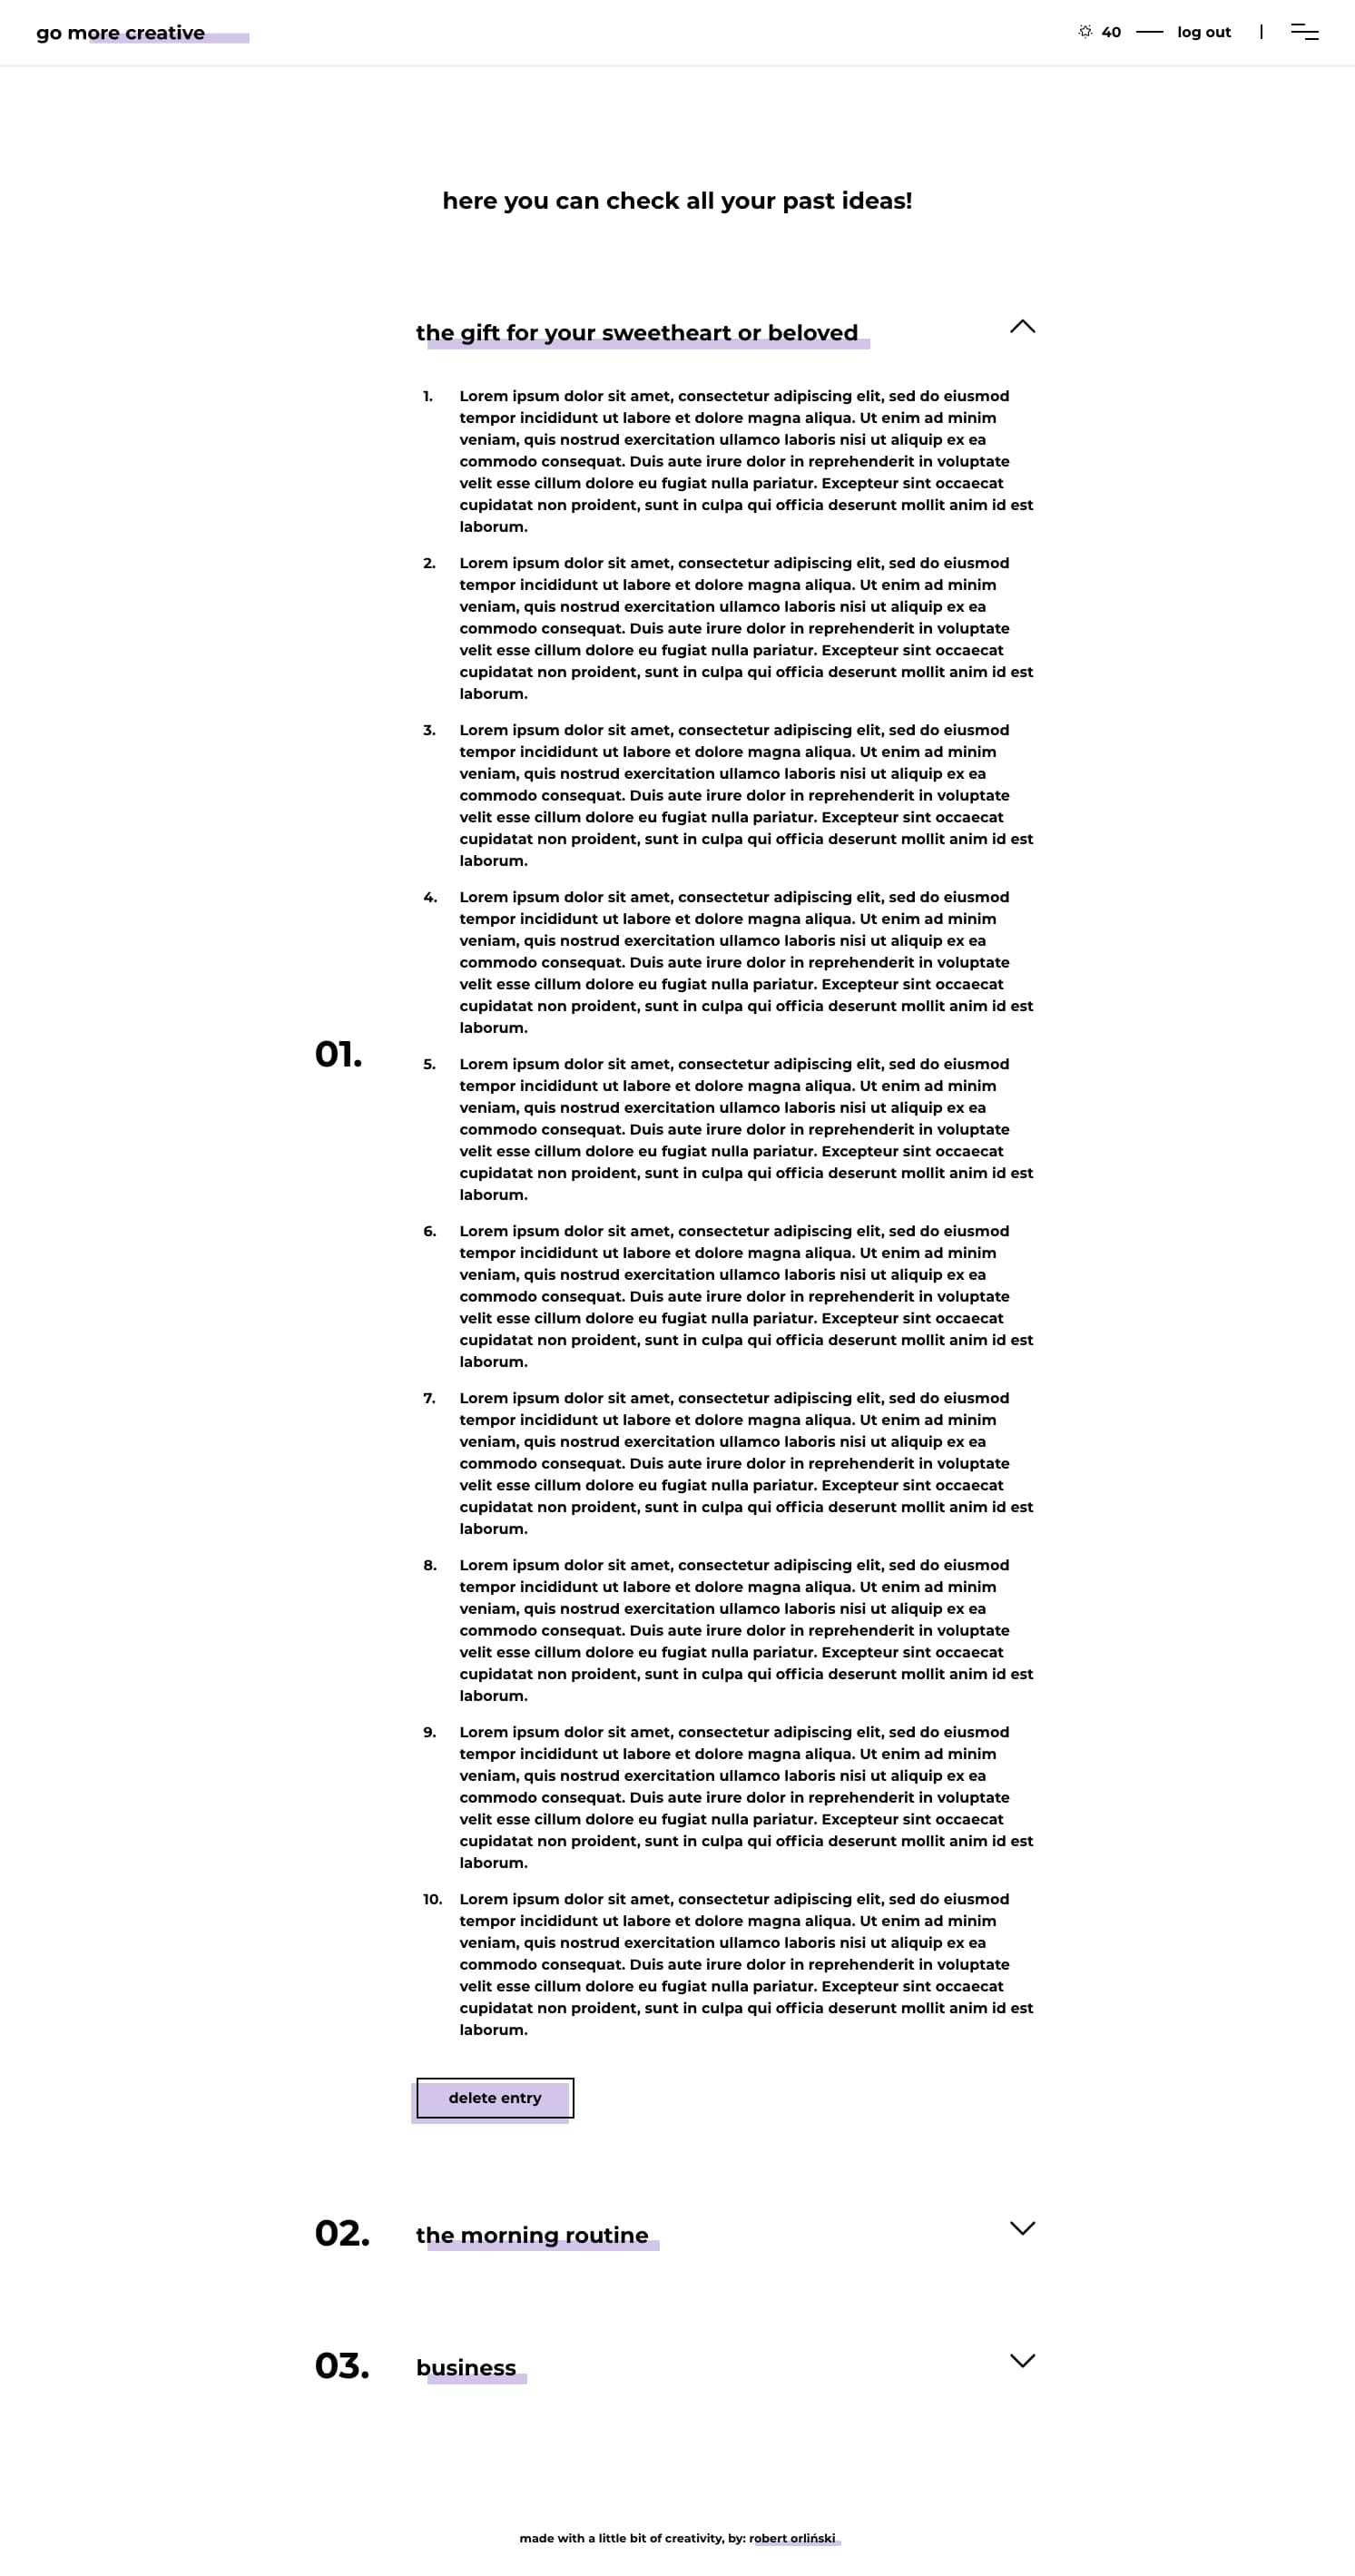 go more creative
40
log out
here you can check all your past ideas!
the gift for your sweetheart or beloved
1. Lorem ipsum dolor sit amet, consectetur adipiscing elit, sed do eiusmod
tempor incididunt ut labore et dolore magna aliqua. Ut enim ad minim
veniam, quis nostrud exercitation ullamco laboris nisi ut aliquip ex ea
commodo consequat. Duis aute irure dolor in reprehenderit in voluptate
velit esse cillum dolore eu fugiat nulla pariatur. Excepteur sint occaecat
cupidatat non proident, sunt in culpa qui officia deserunt mollit anim id est
laborum.
2. Lorem ipsum dolor sit amet, consectetur adipiscing elit, sed do eiusmod
tempor incididunt ut labore et dolore magna aliqua. Ut enim ad minim
veniam, quis nostrud exercitation ullamco laboris nisi ut aliquip ex ea
commodo consequat. Duis aute irure dolor in reprehenderit in voluptate
velit esse cillum dolore eu fugiat nulla pariatur. Excepteur sint occaecat
cupidatat non proident, sunt in culpa qui officia deserunt mollit anim id est
laborum.
3. Lorem ipsum dolor sit amet, consectetur adipiscing elit, sed do eiusmod
tempor incididunt ut labore et dolore magna aliqua. Ut enim ad minim
veniam, quis nostrud exercitation ullamco laboris nisi ut aliquip ex ea
commodo consequat. Duis aute irure dolor in reprehenderit in voluptate
velit esse cillum dolore eu fugiat nulla pariatur. Excepteur sint occaecat
cupidatat non proident, sunt in culpa qui officia deserunt mollit anim id est
laborum.
4. Lorem ipsum dolor sit amet, consectetur adipiscing elit, sed do eiusmod
tempor incididunt ut labore et dolore magna aliqua. Ut enim ad minim
veniam, quis nostrud exercitation ullamco laboris nisi ut aliquip ex ea
commodo consequat. Duis aute irure dolor in reprehenderit in voluptate
velit esse cillum dolore eu fugiat nulla pariatur. Excepteur sint occaecat
cupidatat non proident, sunt in culpa qui officia deserunt mollit anim id est
laborum.
01.
5. Lorem ipsum dolor sit amet, consectetur adipiscing elit, sed do eiusmod
tempor incididunt ut labore et dolore magna aliqua. Ut enim ad minim
veniam, quis nostrud exercitation ullamco laboris nisi ut aliquip ex ea
commodo consequat. Duis aute irure dolor in reprehenderit in voluptate
velit esse cillum dolore eu fugiat nulla pariatur. Excepteur sint occaecat
cupidatat non proident, sunt in culpa qui officia deserunt mollit anim id est
laborum.
6. Lorem ipsum dolor sit amet, consectetur adipiscing elit, sed do eiusmod
tempor incididunt ut labore et dolore magna aliqua. Ut enim ad minim
veniam, quis nostrud exercitation ullamco laboris nisi ut aliquip ex ea
commodo consequat. Duis aute irure dolor in reprehenderit in voluptate
velit esse cillum dolore eu fugiat nulla pariatur. Excepteur sint occaecat
cupidatat non proident, sunt in culpa qui officia deserunt mollit anim id est
laborum.
7. Lorem ipsum dolor sit amet, consectetur adipiscing elit, sed do eiusmod
tempor incididunt ut labore et dolore magna aliqua. Ut enim ad minim
veniam, quis nostrud exercitation ullamco laboris nisi ut aliquip ex ea
commodo consequat. Duis aute irure dolor in reprehenderit in voluptate
velit esse cillum dolore eu fugiat nulla pariatur. Excepteur sint occaecat
cupidatat non proident, sunt in culpa qui officia deserunt mollit anim id est
laborum.
8. Lorem ipsum dolor sit amet, consectetur adipiscing elit, sed do eiusmod
tempor incididunt ut labore et dolore magna aliqua. Ut enim ad minim
veniam, quis nostrud exercitation ullamco laboris nisi ut aliquip ex ea
commodo consequat. Duis aute irure dolor in reprehenderit in voluptate
velit esse cillum dolore eu fugiat nulla pariatur. Excepteur sint occaecat
cupidatat non proident, sunt in culpa qui officia deserunt mollit anim id est
laborum.
9. Lorem ipsum dolor sit amet, consectetur adipiscing elit, sed do eiusmod
tempor incididunt ut labore et dolore magna aliqua. Ut enim ad minim
veniam, quis nostrud exercitation ullamco laboris nisi ut aliquip ex ea
commodo consequat. Duis aute irure dolor in reprehenderit in voluptate
velit esse cillum dolore eu fugiat nulla pariatur. Excepteur sint occaecat
cupidatat non proident, sunt in culpa qui officia deserunt mollit anim id est
laborum.
10. Lorem ipsum dolor sit amet, consectetur adipiscing elit, sed do eiusmod
tempor incididunt ut labore et dolore magna aliqua. Ut enim ad minim
veniam, quis nostrud exercitation ullamco laboris nisi ut aliquip ex ea
commodo consequat. Duis aute irure dolor in reprehenderit in voluptate
velit esse cillum dolore eu fugiat nulla pariatur. Excepteur sint occaecat
cupidatat non proident, sunt in culpa qui officia deserunt mollit anim id est
laborum.
delete entry
02. the morning routine
03. business
made with a little bit of creativity, by: robert orliński